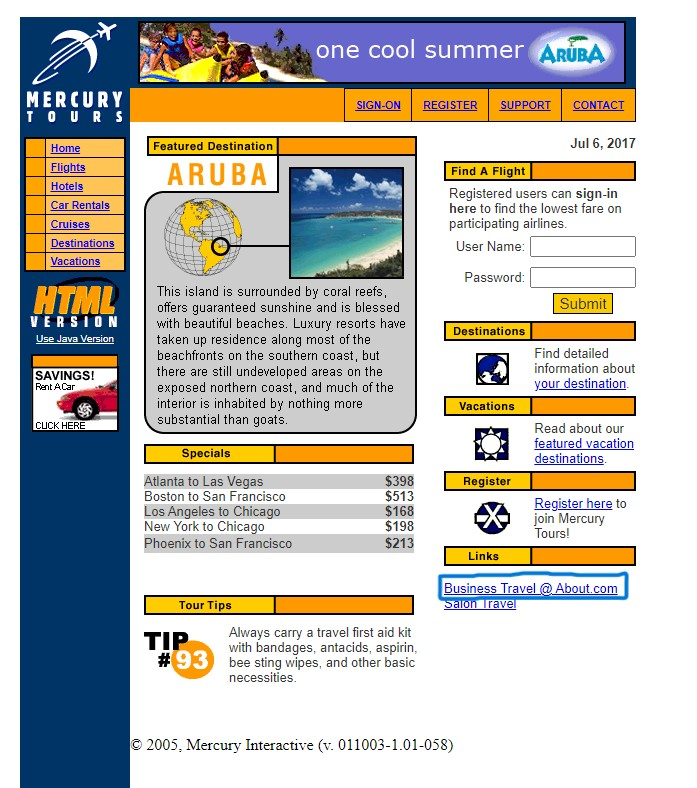 one cool summer ARUBA
MERCURY
TOURS
SIGN-ON REGISTER SUPPORT CONTACT
Home
Flights
Hotels
Car Rentals
Cruises
Destinations
Vacations
HTML
VERSION
Use Java Version
SAVINGS!
Rent A Car
CLICK HERE
Featured Destination
ARUBA
This island is surrounded by coral reefs,
offers guaranteed sunshine and is blessed
with beautiful beaches. Luxury resorts have
taken up residence along most of the
beachfronts on the southern coast, but
there are still undeveloped areas on the
exposed northern coast, and much of the
interior is inhabited by nothing more
substantial than goats.
Specials
Atlanta to Las Vegas $398
Boston to San Francisco $513
Los Angeles to Chicago $168
New York to Chicago $198
Phoenix to San Francisco $213
Tour Tips
TIP
#93
Always carry a travel first aid kit
with bandages, antacids, aspirin,
bee sting wipes, and other basic
necessities.
Jul 6, 2017
Find A Flight
Registered users can sign-in
here to find the lowest fare on
participating airlines.
User Name:
Password:
Submit
Destinations
Find detailed
information about
your destination.
Vacations
Read about our
featured vacation
destinations.
Register
Register here to
join Mercury
Tours!
Links
Business Travel @ About.com
Salon Travel
© 2005, Mercury Interactive (v. 011003-1.01-058)